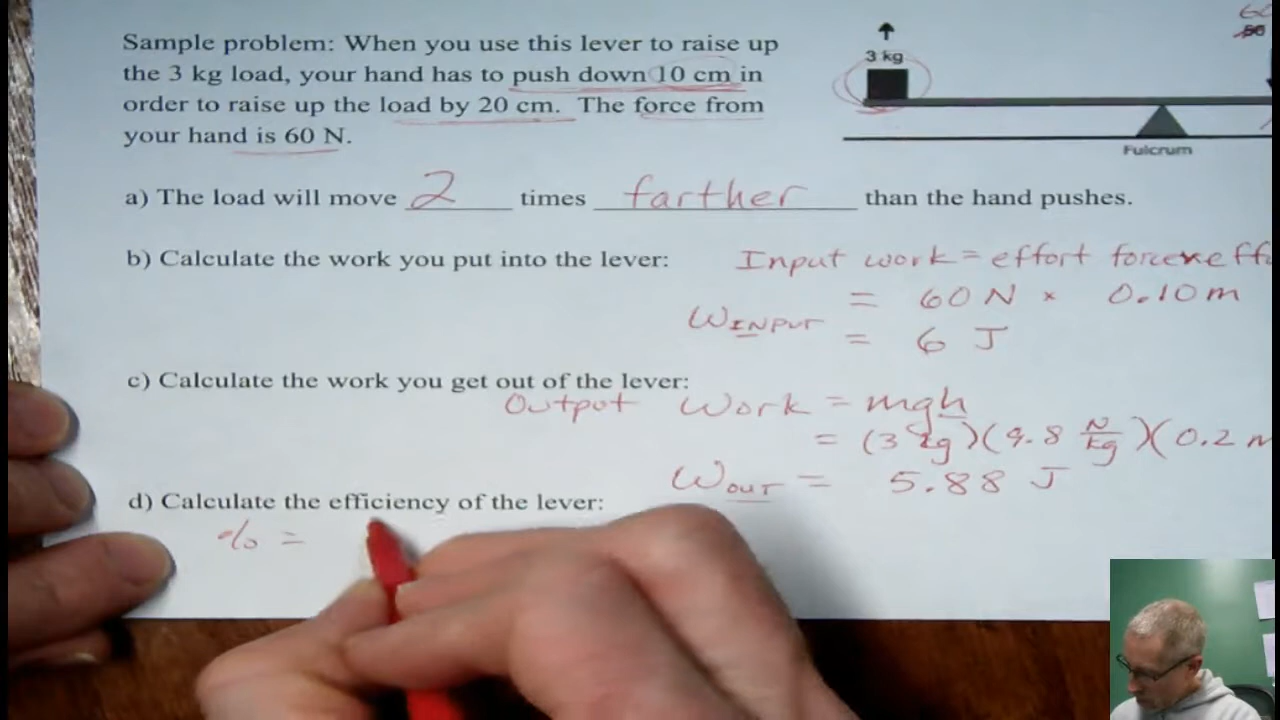 Sample problem: When you use this lever to raise up
the 3 kg load, your hand has to push down 10 cm in
order to raise up the load by 20 cm. The force from
your hand is 60 N.
3 kg
Fulcrum
a) The load will move 2 times farther than the hand pushes.
b) Calculate the work you put into the lever: Input work = effort force x eff
= 60 N x 0.10 m
WINPUT
= 6 J
c) Calculate the work you get out of the lever:
Output Work = mgh
= (3 kg)(9.8 N/kg)(0.2 m
WOUT = 5.88 J
d) Calculate the efficiency of the lever:
% =